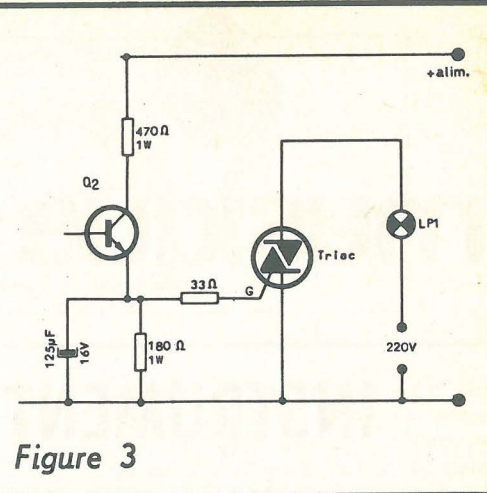 +alim.
470Ω
1W
Q2
LP1
Triac
33Ω
G
125µF
16V
180 Ω
1W
220V
Figure 3